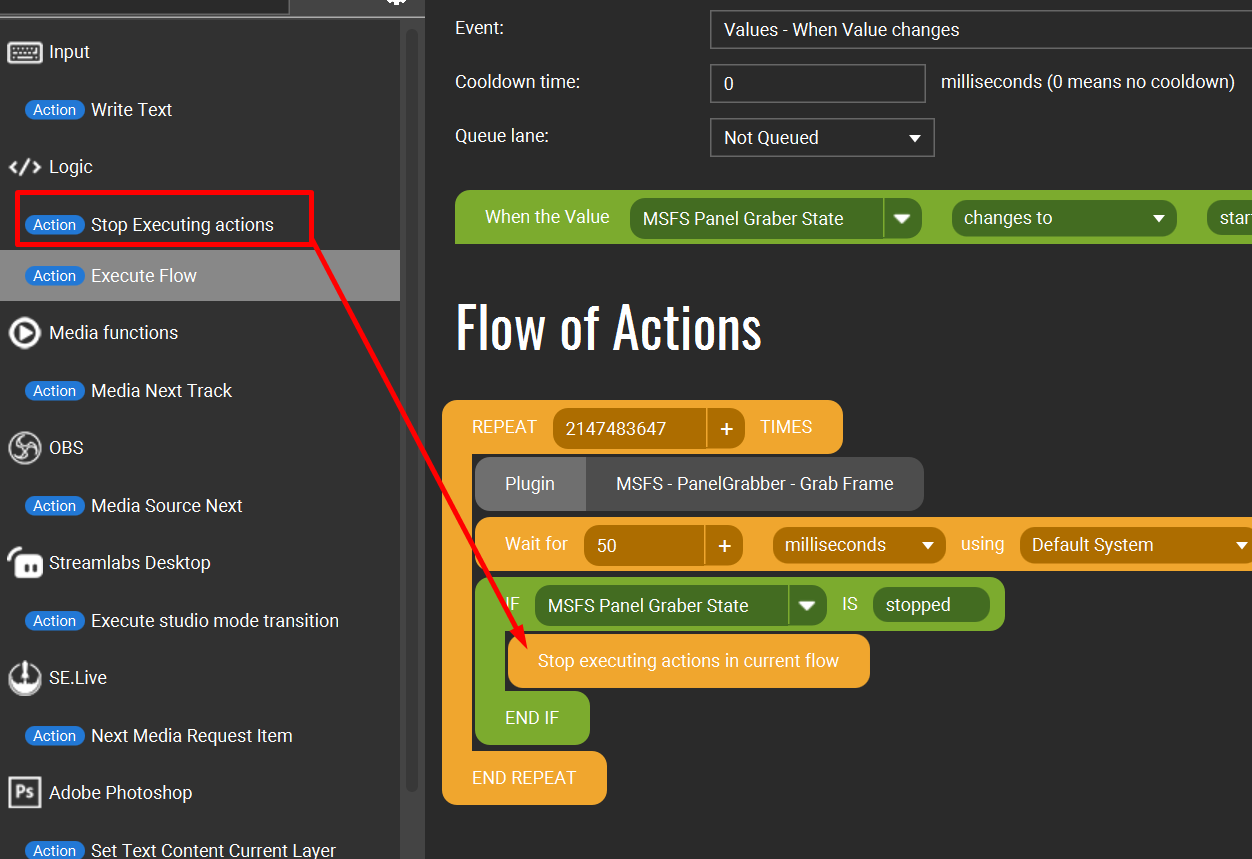 Input
Action Write Text
Logic
Action Stop Executing actions
Action Execute Flow
Media functions
Action Media Next Track
OBS
Action Media Source Next
Streamlabs Desktop
Action Execute studio mode transition
SE.Live
Action Next Media Request Item
Ps Adobe Photoshop
Action Set Text Content Current Layer
Event: Values - When Value changes
Cooldown time: 0 milliseconds (0 means no cooldown)
Queue lane: Not Queued
When the Value MSFS Panel Graber State changes to
Flow of Actions
REPEAT 2147483647 + TIMES
Plugin MSFS - PanelGrabber - Grab Frame
Wait for 50 + milliseconds using Default System
IF MSFS Panel Graber State IS stopped
Stop executing actions in current flow
END IF
END REPEAT